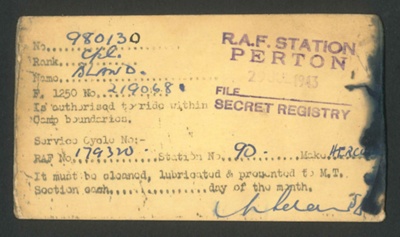 No. 980130
Rank. Cpl.
Name. BLAND.
F. 1250 No. 219068.
Is authorised to ride within
Camp boundaries.
R.A.F. STATION
PERTON
1943
FILE
SECRET REGISTRY
Service Cycle No:-
RAF No. 179320 Station No. 90. Make.
It must be cleaned, lubricated & presented to M.T.
Section each day of the month.